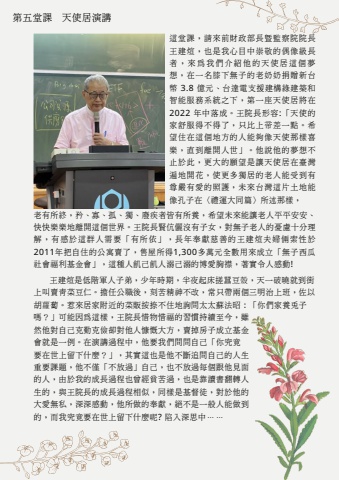 第五堂課　天使居演講
這堂課，請來前財政部長暨監察院院長
王建煊，也是我心目中崇敬的偶像級長
者，來為我們介紹他的天使居這個夢
想。在一名膝下無子的老奶奶捐贈新台
幣 3.8 億元、台達電支援建構綠建築和
智能服務系統之下，第一座天使居將在
2022 年中落成。王院長形容:「天使的
家舒服得不得了，只比上帝差一點。希
望住在這個地方的人能夠像天使那樣喜
樂，直到離開人世」。他說他的夢想不
止於此，更大的願望是讓天使居在臺灣
遍地開花，使更多獨居的老人能受到有
尊嚴有愛的照護，未來台灣這片土地能
像孔子在〈禮運大同篇〉所述那樣，
老有所終，矜、寡、孤、獨、廢疾者皆有所養，希望未來能讓老人平平安安、
快快樂樂地離開這個世界。王院長賢伉儷沒有子女，對無子老人的憂慮十分理
解，有感於這群人需要「有所依」，長年奉獻慈善的王建煊夫婦倆索性於
2011年把自住的公寓賣了，售屋所得1,300多萬元全數用來成立「無子西瓜
社會福利基金會」，這種人飢己飢人溺己溺的博愛胸襟，著實令人感動!
王建煊是低階軍人子弟，少年時期，半夜起床搓蠶豆殼，天一破曉就到街
上叫賣青菜豆仁。擔任公職後，刻苦精神不改，常只帶兩個三明治上班，佐以
胡蘿蔔。惹來居家附近的菜販按捺不住地詢問太太蘇法昭：「你們家養兔子
嗎？」可能因為這樣，王院長惜物惜福的習慣持續至今，雖
然他對自己克勤克儉卻對他人慷慨大方，賣掉房子成立基金
會就是一例。在演講過程中，他要我們問問自己「你究竟
要在世上留下什麼？」，其實這也是他不斷追問自己的人生
重要課題，他不僅「不放過」自己，也不放過每個跟他見面
的人。由於我的成長過程也曾經貧苦過，也是靠讀書翻轉人
生的，與王院長的成長過程相似，同樣是基督徒，對於他的
大愛無私，深深感動，他所做的奉獻，絕不是一般人能做到
的，而我究竟要在世上留下什麼呢? 陷入深思中……